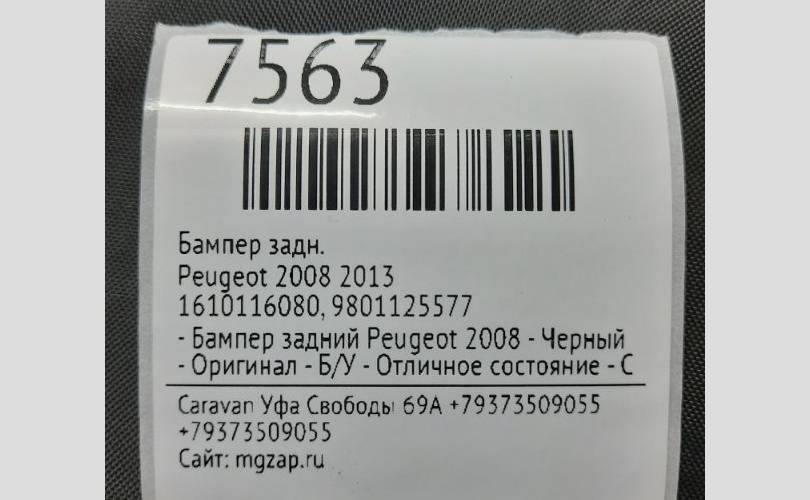 7563
Бампер задн.
Peugeot 2008 2013
1610116080, 9801125577
- Бампер задний Peugeot 2008 - Черный
- Оригинал - Б/У - Отличное состояние - С
Caravan Уфа Свободы 69А +79373509055
+79373509055
Сайт: mgzap.ru